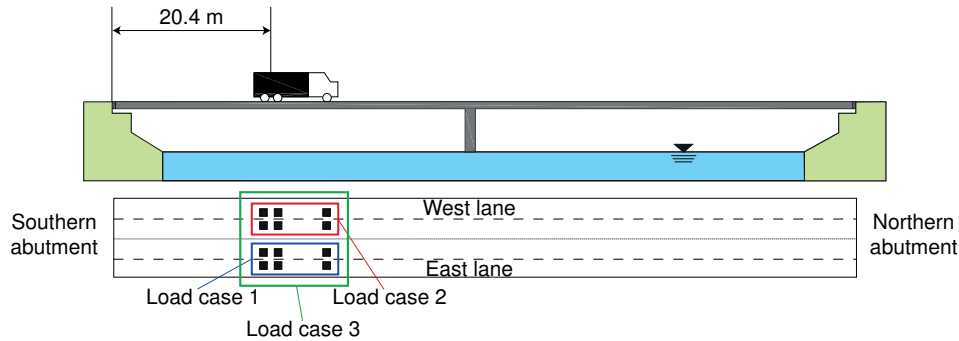 20.4 m
West lane
Southern
abutment
Northern
abutment
East lane
Load case 1
Load case 2
Load case 3